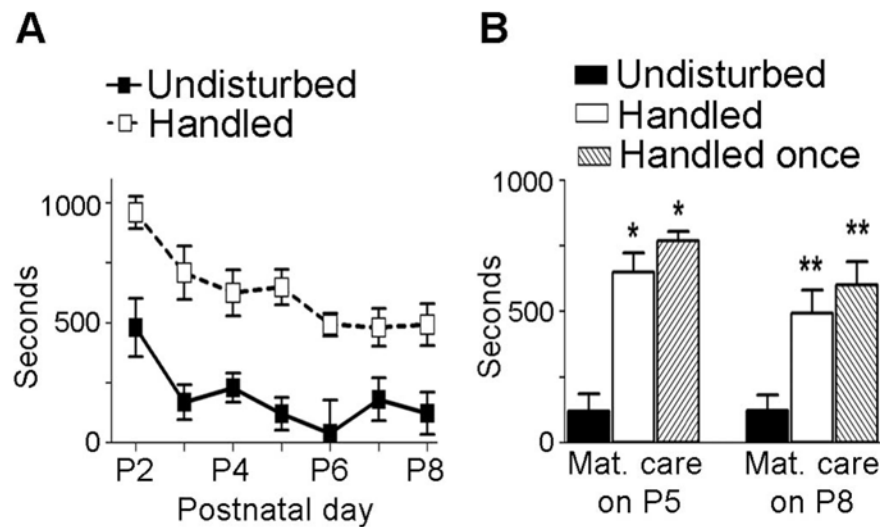 A
Undisturbed
Handled
1000
500
0
Seconds
P2 P4 P6 P8
Postnatal day
B
Undisturbed
Handled
Handled once
1000
500
0
Seconds
* *
** **
Mat. care on P5
Mat. care on P8